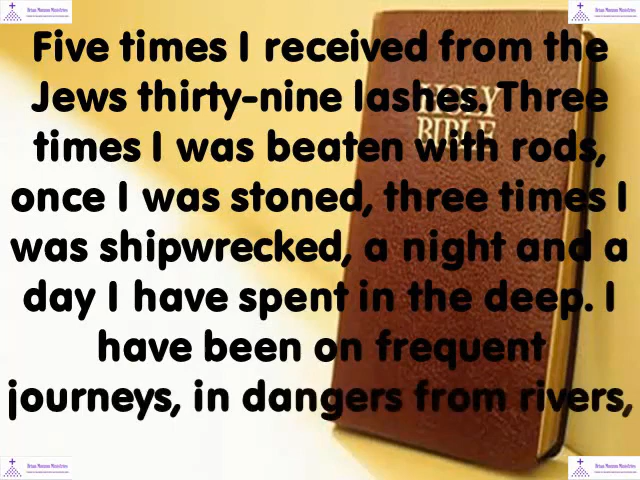 Five times I received from the
Jews thirty-nine lashes. Three
times I was beaten with rods,
once I was stoned, three times I
was shipwrecked, a night and a
day I have spent in the deep. I
have been on frequent
journeys, in dangers from rivers,
HOLY
BIBLE